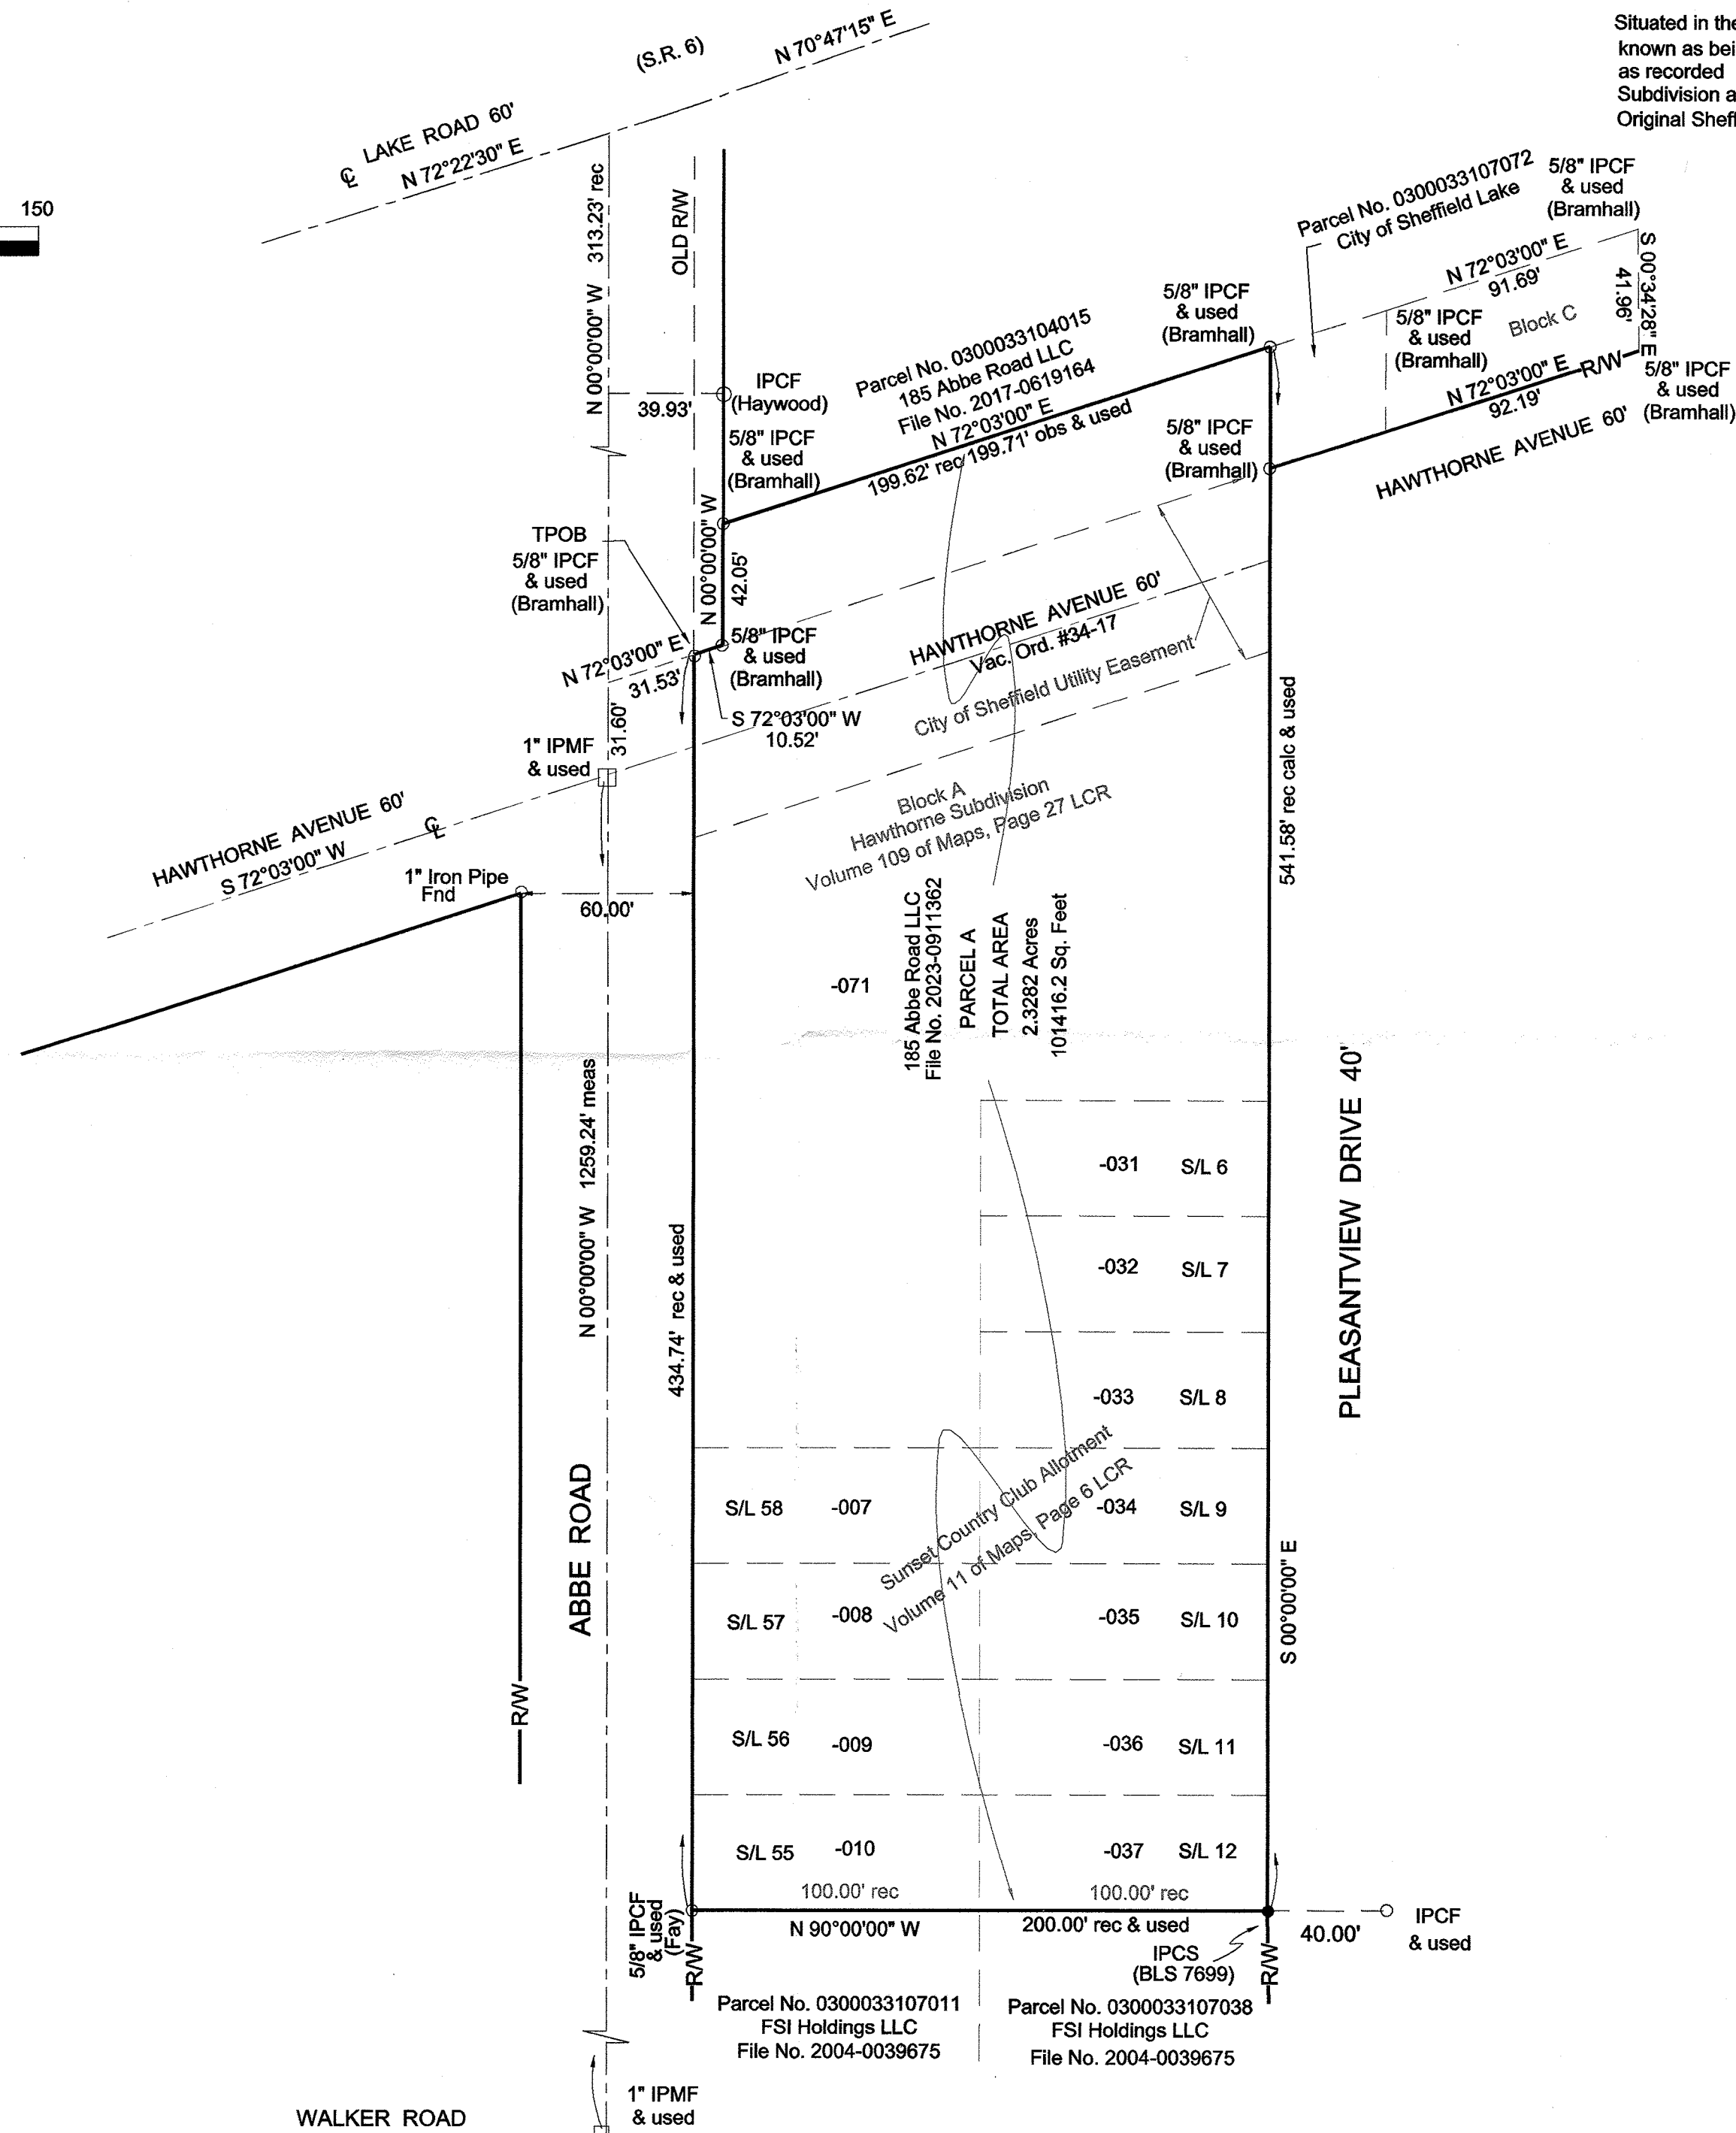 Situated in the
known as bei
as recorded
Subdivision a
Original Sheff
(S.R. 6)
N 70°47'15" E
℄ LAKE ROAD 60'
N 72°22'30" E
150
N 00°00'00" W 313.23' rec
OLD R/W
Parcel No. 0300033107072
City of Sheffield Lake
5/8" IPCF
& used
(Bramhall)
N 72°03'00" E
91.69'
S 00°34'28" E
41.96'
Block C
5/8" IPCF
& used
(Bramhall)
5/8" IPCF
& used
(Bramhall)
N 72°03'00" E
92.19'
R/W
5/8" IPCF
& used
(Bramhall)
HAWTHORNE AVENUE 60'
IPCF
(Haywood)
39.93'
5/8" IPCF
& used
(Bramhall)
Parcel No. 0300033104015
185 Abbe Road LLC
File No. 2017-0619164
N 72°03'00" E
199.62' rec 199.71' obs & used
5/8" IPCF
& used
(Bramhall)
TPOB
5/8" IPCF
& used
(Bramhall)
N 00°00'00" W
42.05'
5/8" IPCF
& used
(Bramhall)
N 72°03'00" E
31.53'
S 72°03'00" W
10.52'
31.60'
1" IPMF
& used
HAWTHORNE AVENUE 60'
Vac. Ord. #34-17
City of Sheffield Utility Easement
541.58' rec calc & used
HAWTHORNE AVENUE 60'
℄
S 72°03'00" W
Block A
Hawthorne Subdivision
Volume 109 of Maps, Page 27 LCR
1" Iron Pipe
Fnd
60.00'
185 Abbe Road LLC
File No. 2023-0911362
PARCEL A
TOTAL AREA
2.3282 Acres
101416.2 Sq. Feet
-071
N 00°00'00" W 1259.24' meas
434.74' rec & used
ABBE ROAD
PLEASANTVIEW DRIVE 40'
-031 S/L 6
-032 S/L 7
-033 S/L 8
S/L 58 -007
-034 S/L 9
Sunset Country Club Allotment
Volume 11 of Maps, Page 6 LCR
S/L 57 -008
-035 S/L 10
S 00°00'00" E
R/W
S/L 56 -009
-036 S/L 11
S/L 55 -010
-037 S/L 12
100.00' rec
100.00' rec
5/8" IPCF
& used
(Fay)
N 90°00'00" W
200.00' rec & used
40.00'
IPCF
& used
R/W
IPCS
(BLS 7699)
R/W
Parcel No. 0300033107011
FSI Holdings LLC
File No. 2004-0039675
Parcel No. 0300033107038
FSI Holdings LLC
File No. 2004-0039675
1" IPMF
& used
WALKER ROAD